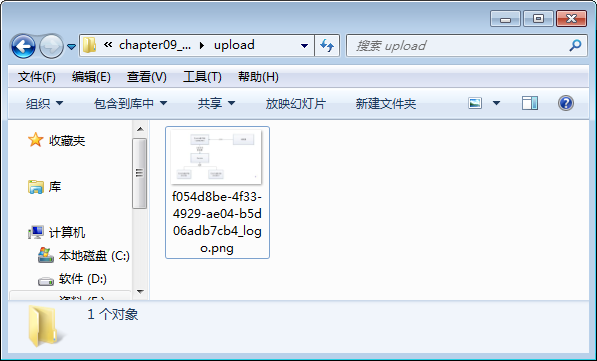 « chapter09_... ▸ upload
搜索 upload
文件(F) 编辑(E) 查看(V) 工具(T) 帮助(H)
组织 包含到库中 共享 放映幻灯片 新建文件夹
收藏夹
库
计算机
本地磁盘 (C:)
软件 (D:)
f054d8be-4f33-
4929-ae04-b5d
06adb7cb4_log
o.png
1 个对象